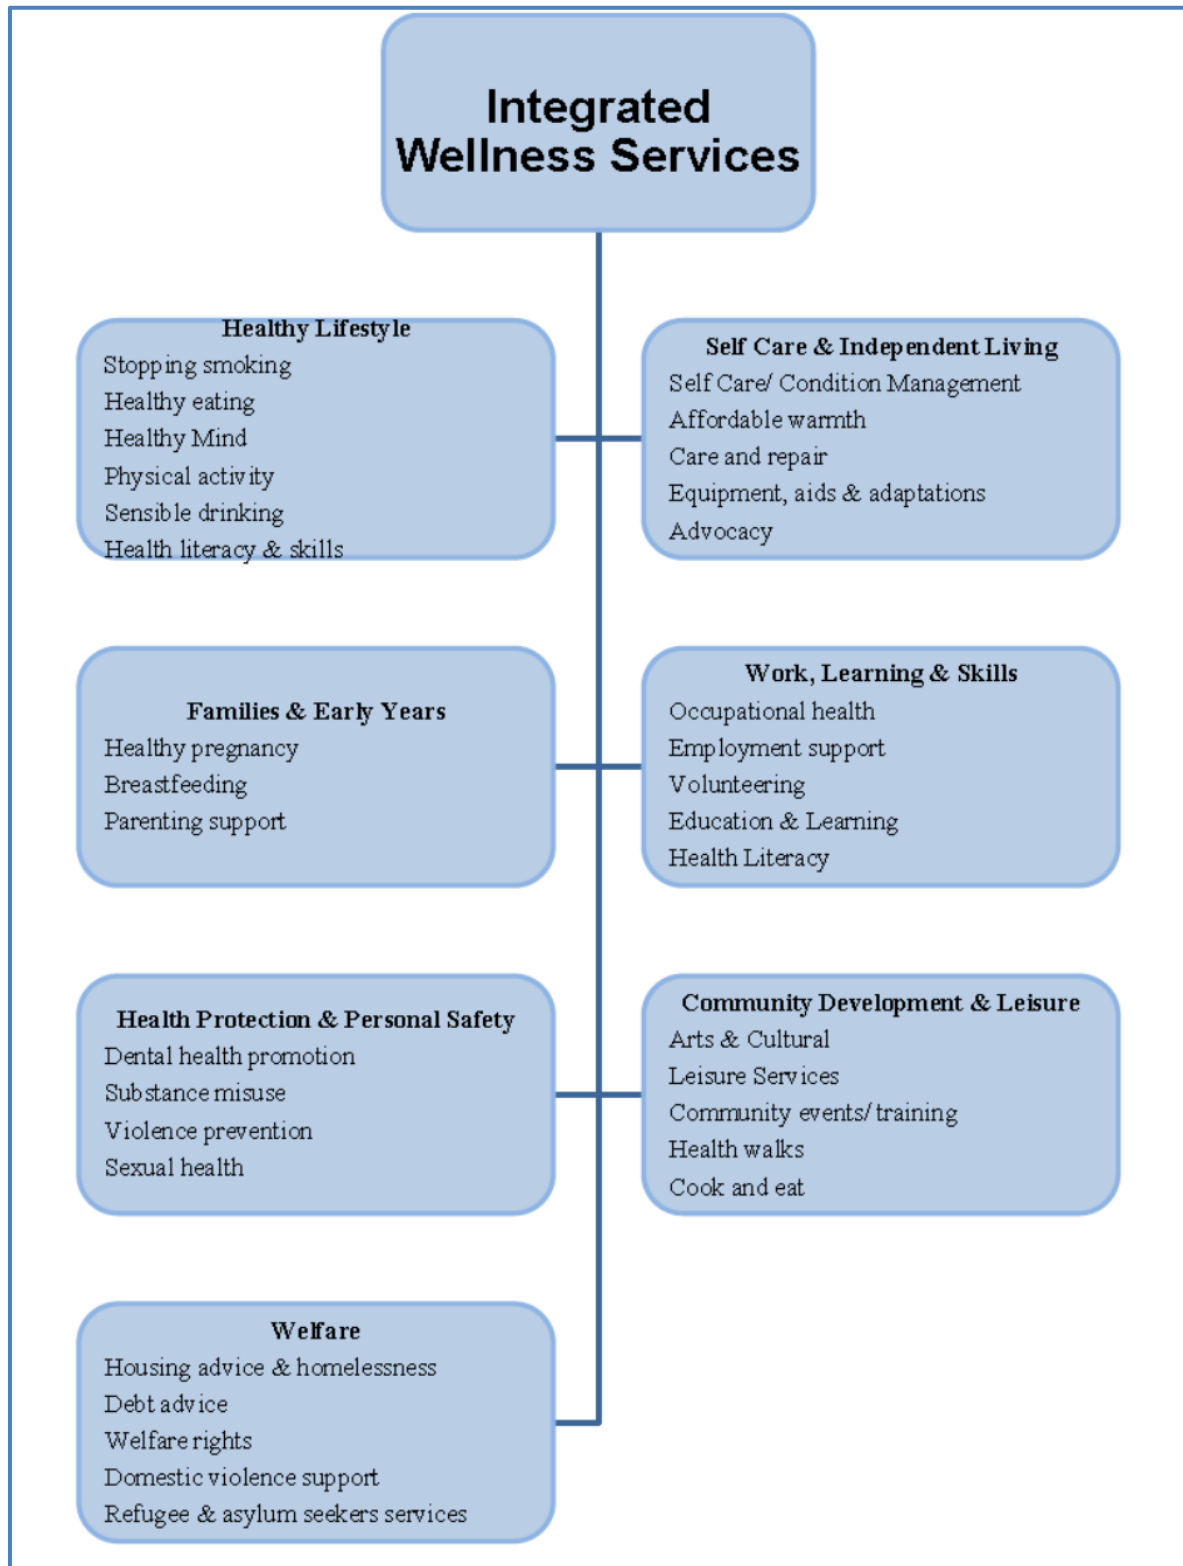 Integrated
Wellness Services
Healthy Lifestyle
Stopping smoking
Healthy eating
Healthy Mind
Physical activity
Sensible drinking
Health literacy & skills
Self Care & Independent Living
Self Care/ Condition Management
Affordable warmth
Care and repair
Equipment, aids & adaptations
Advocacy
Families & Early Years
Healthy pregnancy
Breastfeeding
Parenting support
Work, Learning & Skills
Occupational health
Employment support
Volunteering
Education & Learning
Health Literacy
Health Protection & Personal Safety
Dental health promotion
Substance misuse
Violence prevention
Sexual health
Community Development & Leisure
Arts & Cultural
Leisure Services
Community events/ training
Health walks
Cook and eat
Welfare
Housing advice & homelessness
Debt advice
Welfare rights
Domestic violence support
Refugee & asylum seekers services